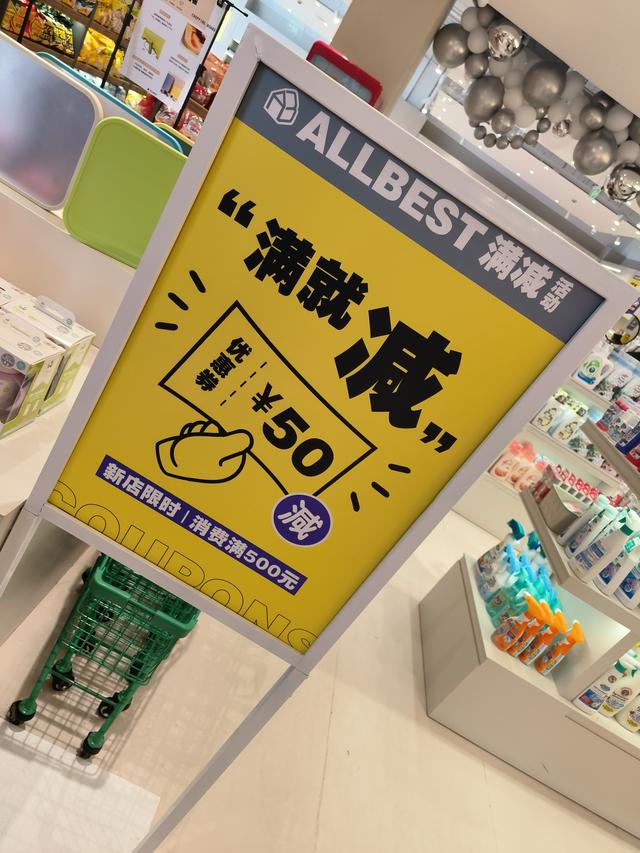 ALLBEST 满减 活动
“满就减”
优惠券
¥50
减
新店限时 | 消费满500元
COUPONS